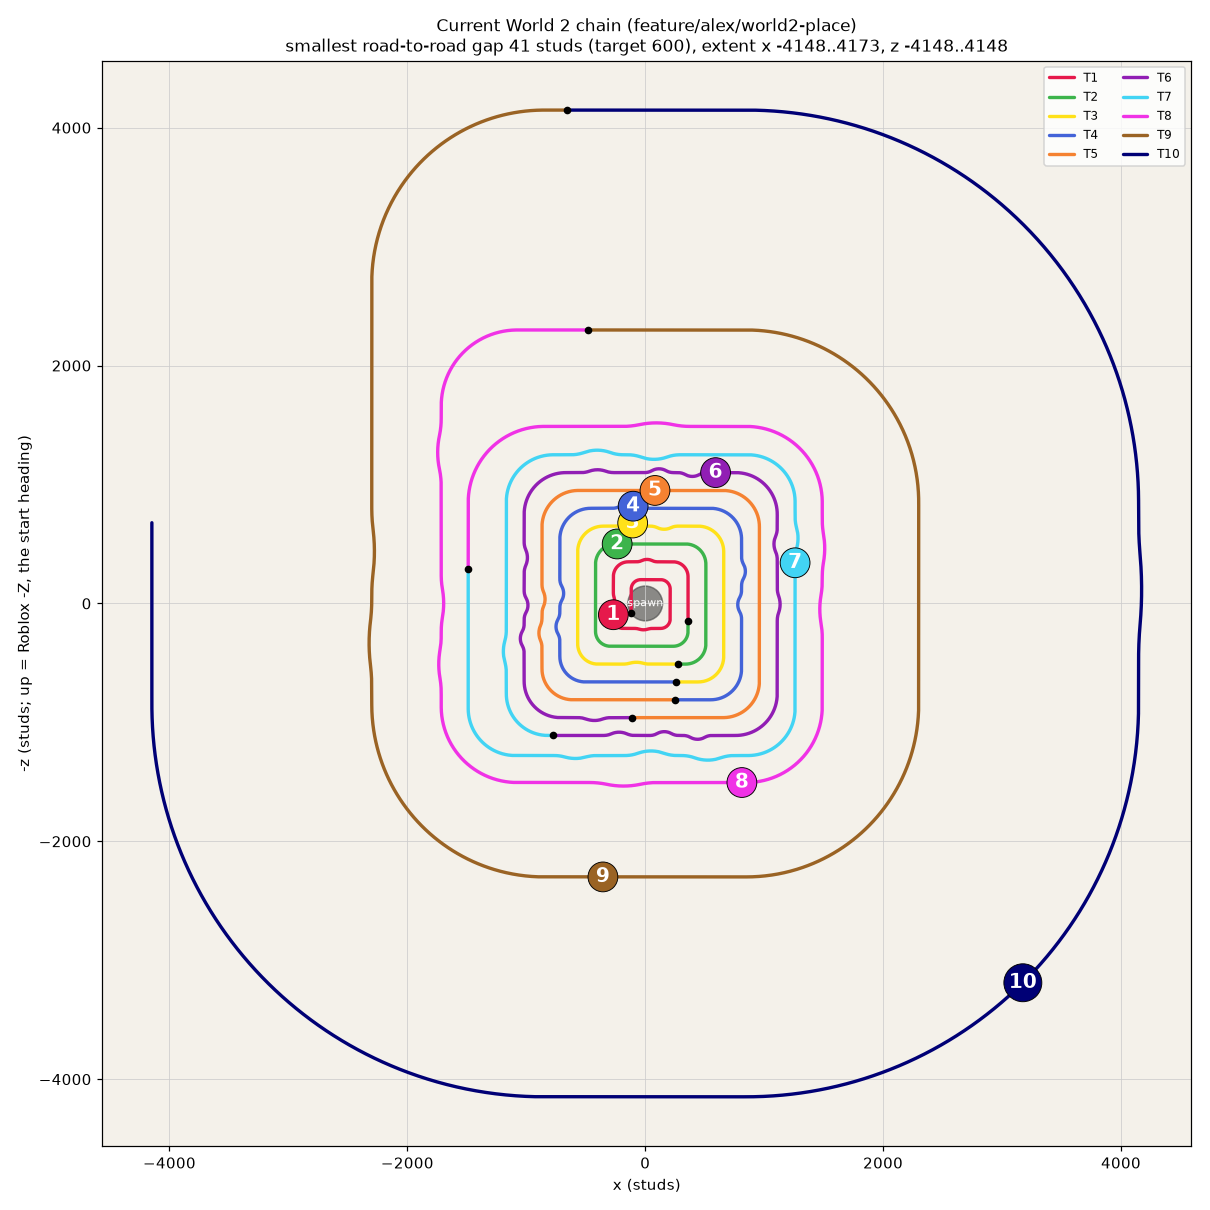 Current World 2 chain (feature/alex/world2-place)
smallest road-to-road gap 41 studs (target 600), extent x -4148..4173, z -4148..4148
T1 T6
T2 T7
T3 T8
T4 T9
T5 T10
4000
2000
0
−2000
−4000
-z (studs; up = Roblox -Z, the start heading)
6
5
4
3
2
7
spawn
1
8
9
10
−4000 −2000 0 2000 4000
x (studs)